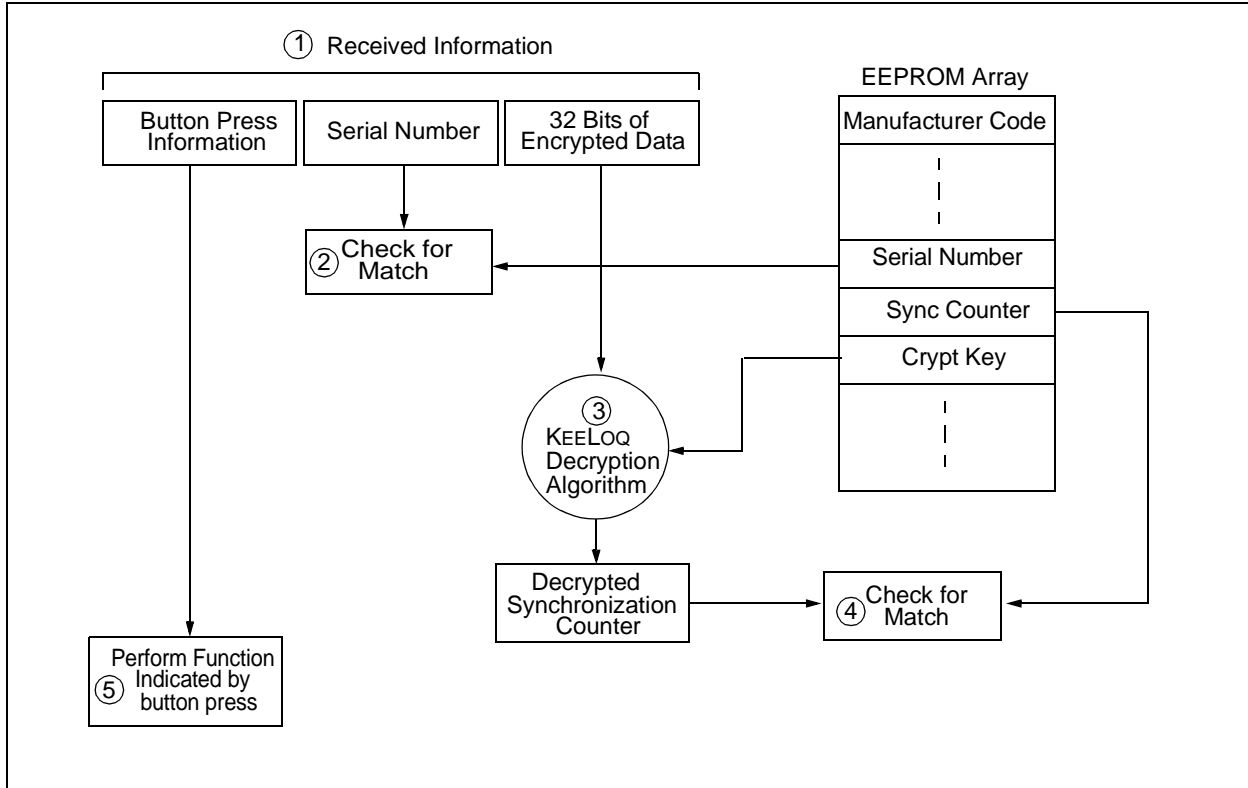 ① Received Information
EEPROM Array
Button Press
Information
Serial Number
32 Bits of
Encrypted Data
Manufacturer Code
② Check for
Match
Serial Number
Sync Counter
Crypt Key
③
KEELOQ
Decryption
Algorithm
Decrypted
Synchronization
Counter
④ Check for
Match
Perform Function
⑤ Indicated by
button press